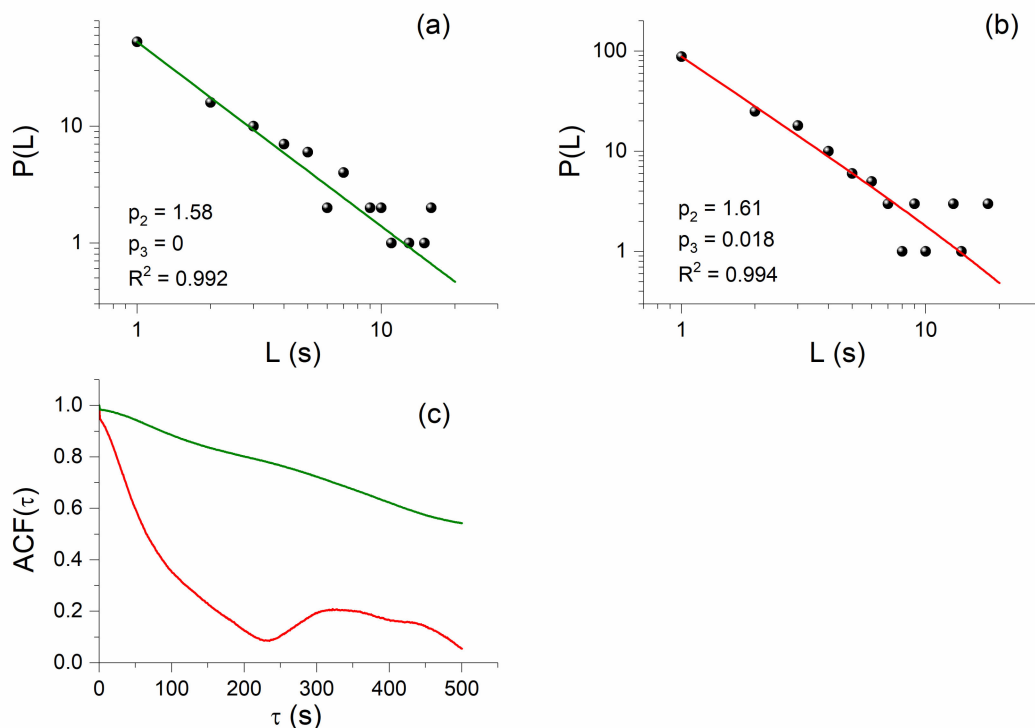 (a)
P(L)
10
1
p2 = 1.58
p3 = 0
R2 = 0.992
1 10
L (s)
(b)
P(L)
100
10
1
p2 = 1.61
p3 = 0.018
R2 = 0.994
1 10
L (s)
(c)
ACF(τ)
1.0
0.8
0.6
0.4
0.2
0.0
0 100 200 300 400 500
τ (s)